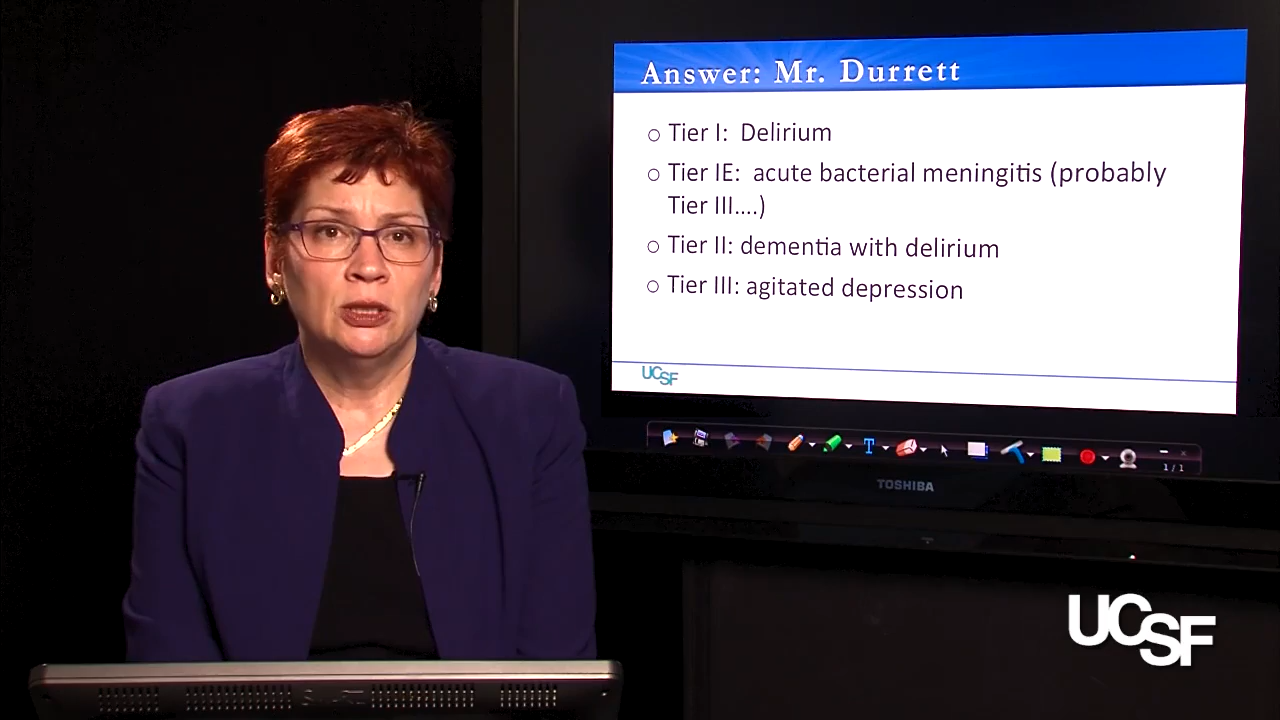 Answer: Mr. Durrett
○ Tier I: Delirium
○ Tier IE: acute bacterial meningitis (probably
Tier III....)
○ Tier II: dementia with delirium
○ Tier III: agitated depression
UCSF
T
1/1
TOSHIBA
UCSF